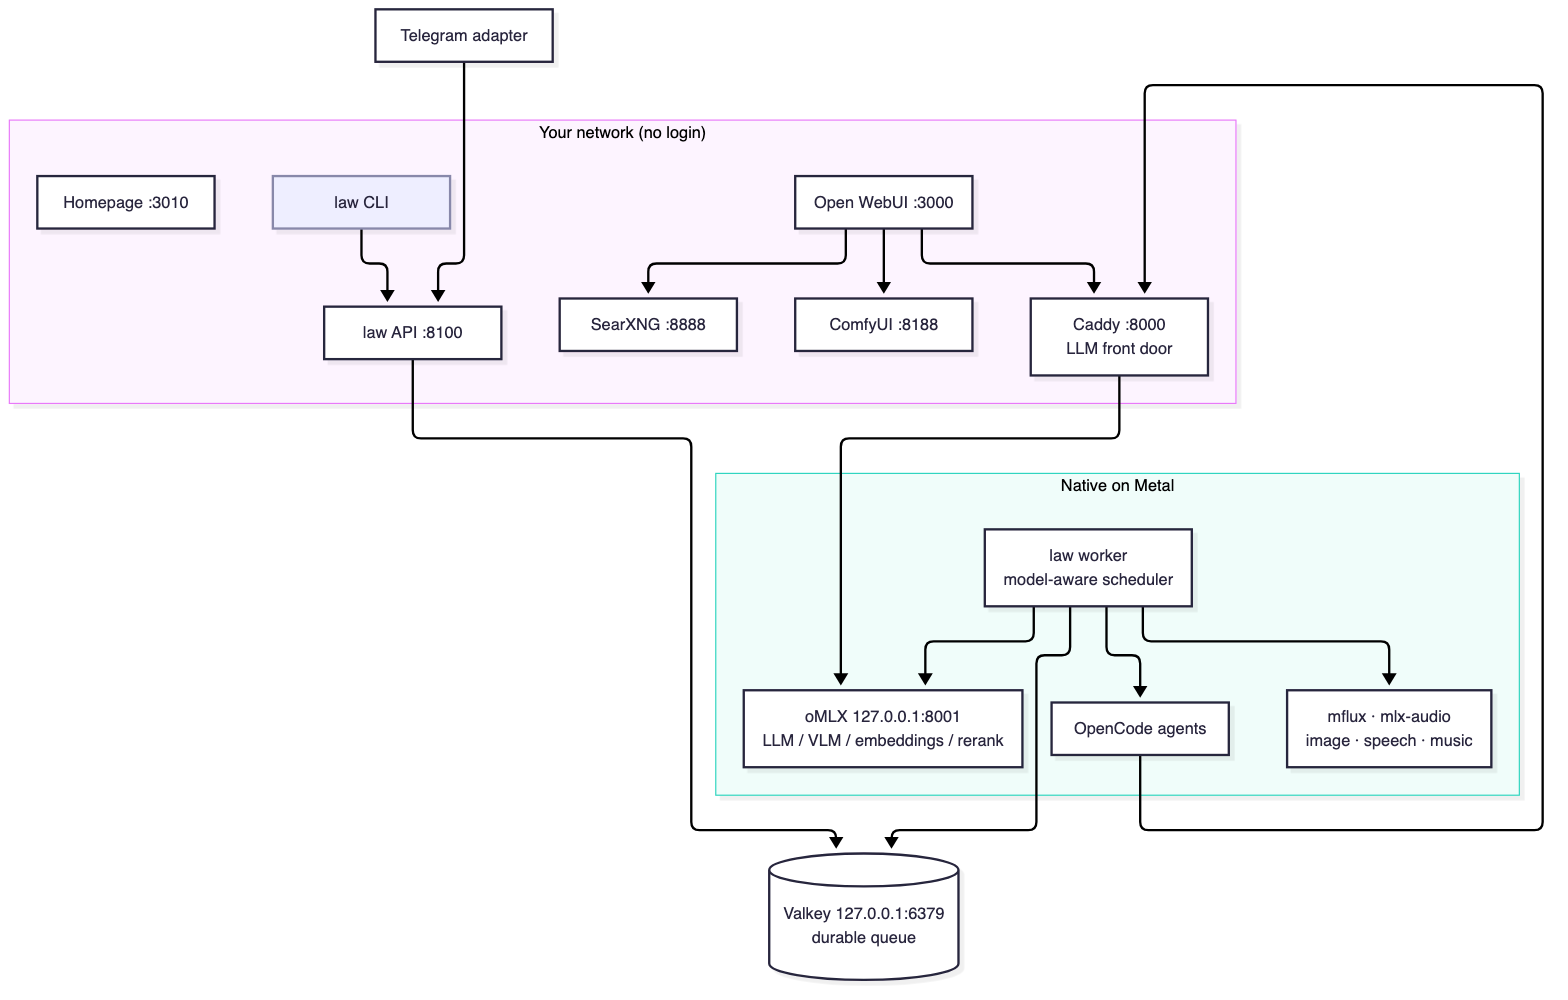 Telegram adapter
Your network (no login)
Homepage :3010
law CLI
Open WebUI :3000
law API :8100
SearXNG :8888
ComfyUI :8188
Caddy :8000
LLM front door
Native on Metal
law worker
model-aware scheduler
oMLX 127.0.0.1:8001
LLM / VLM / embeddings / rerank
OpenCode agents
mflux · mlx-audio
image · speech · music
Valkey 127.0.0.1:6379
durable queue